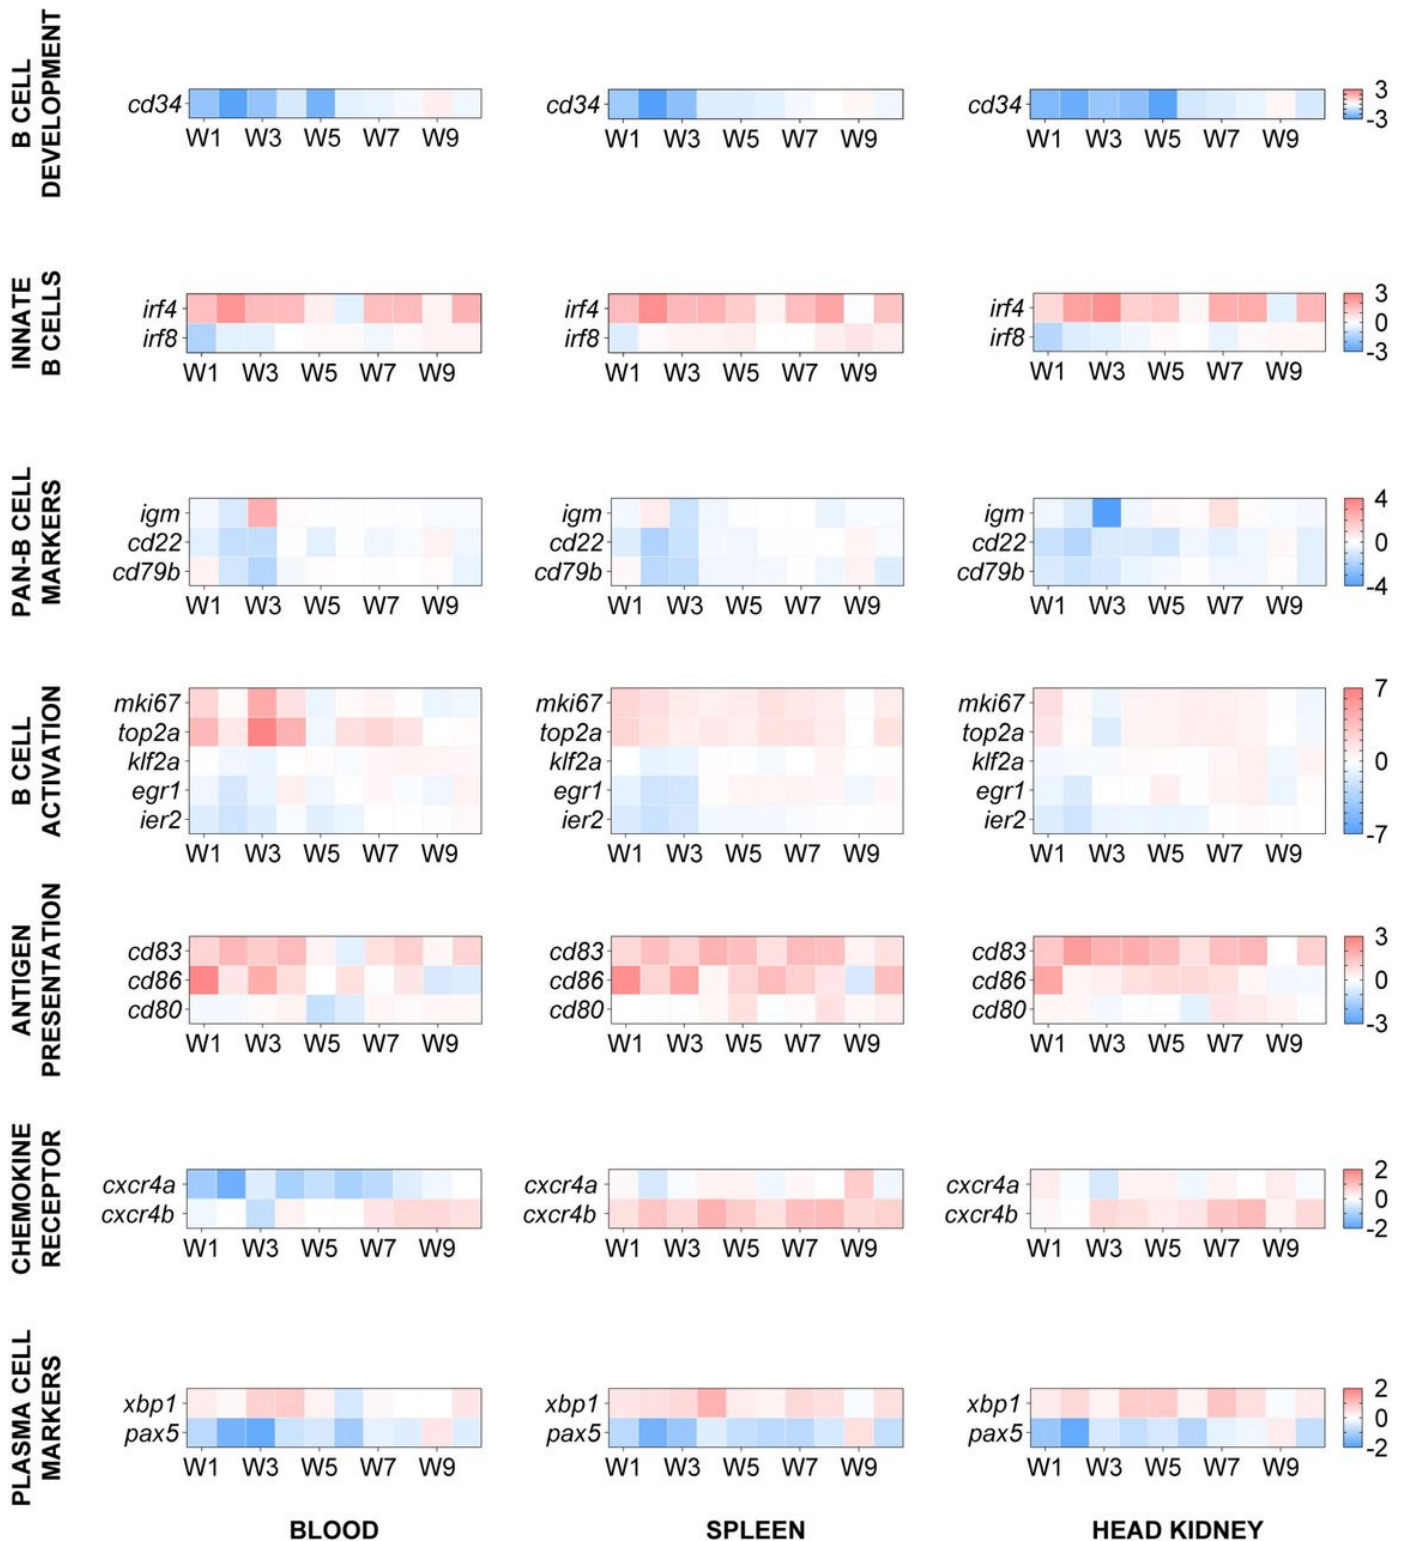 B CELL
DEVELOPMENT
cd34
W1 W3 W5 W7 W9
cd34
W1 W3 W5 W7 W9
cd34
W1 W3 W5 W7 W9
3
-3
INNATE
B CELLS
irf4
irf8
W1 W3 W5 W7 W9
irf4
irf8
W1 W3 W5 W7 W9
irf4
irf8
W1 W3 W5 W7 W9
3
0
-3
PAN-B CELL
MARKERS
igm
cd22
cd79b
W1 W3 W5 W7 W9
igm
cd22
cd79b
W1 W3 W5 W7 W9
igm
cd22
cd79b
W1 W3 W5 W7 W9
4
0
-4
B CELL
ACTIVATION
mki67
top2a
klf2a
egr1
ier2
W1 W3 W5 W7 W9
mki67
top2a
klf2a
egr1
ier2
W1 W3 W5 W7 W9
mki67
top2a
klf2a
egr1
ier2
W1 W3 W5 W7 W9
7
0
-7
ANTIGEN
PRESENTATION
cd83
cd86
cd80
W1 W3 W5 W7 W9
cd83
cd86
cd80
W1 W3 W5 W7 W9
cd83
cd86
cd80
W1 W3 W5 W7 W9
3
0
-3
CHEMOKINE
RECEPTOR
cxcr4a
cxcr4b
W1 W3 W5 W7 W9
cxcr4a
cxcr4b
W1 W3 W5 W7 W9
cxcr4a
cxcr4b
W1 W3 W5 W7 W9
2
0
-2
PLASMA CELL
MARKERS
xbp1
pax5
W1 W3 W5 W7 W9
xbp1
pax5
W1 W3 W5 W7 W9
xbp1
pax5
W1 W3 W5 W7 W9
2
0
-2
BLOOD SPLEEN HEAD KIDNEY